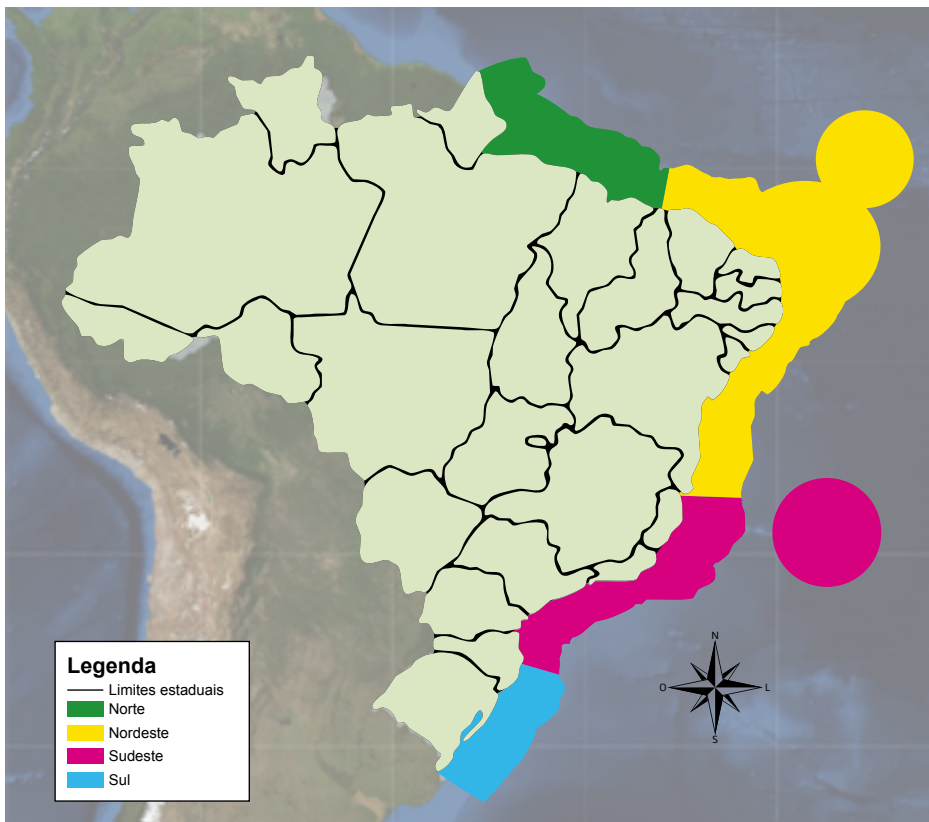 N
O
L
S
Legenda
Limites estaduais
Norte
Nordeste
Sudeste
Sul